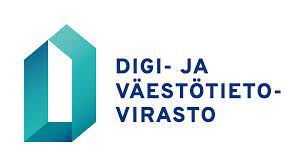 DIGI- JA
VÄESTÖTIETO-
VIRASTO